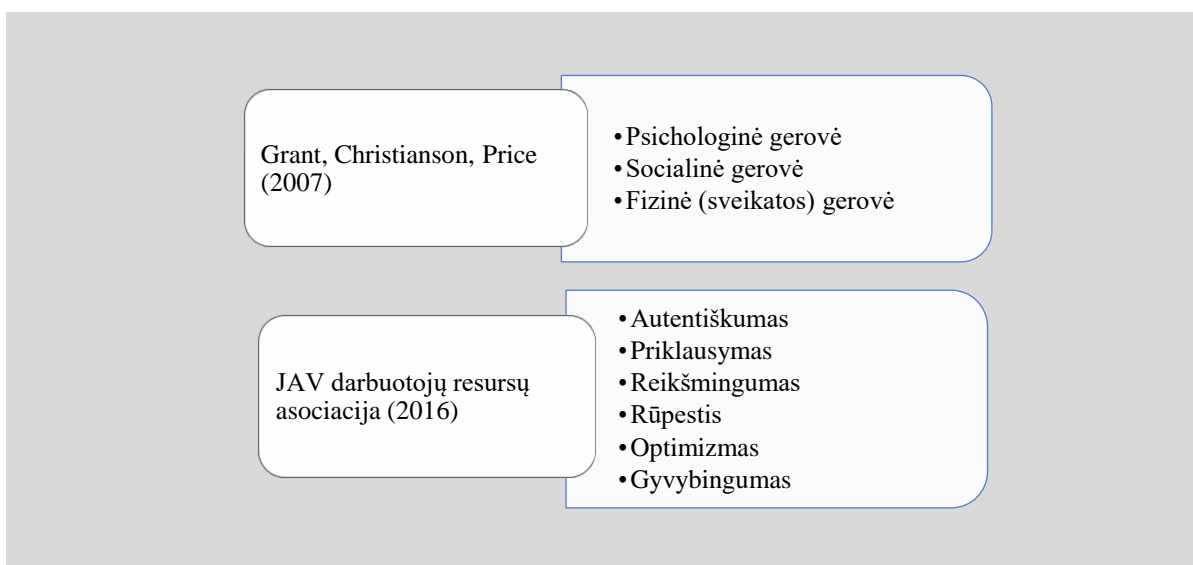 Grant, Christianson, Price
(2007)
•Psichologinė gerovė
•Socialinė gerovė
•Fizinė (sveikatos) gerovė
JAV darbuotojų resursų
asociacija (2016)
•Autentiškumas
•Priklausymas
•Reikšmingumas
•Rūpestis
•Optimizmas
•Gyvybingumas